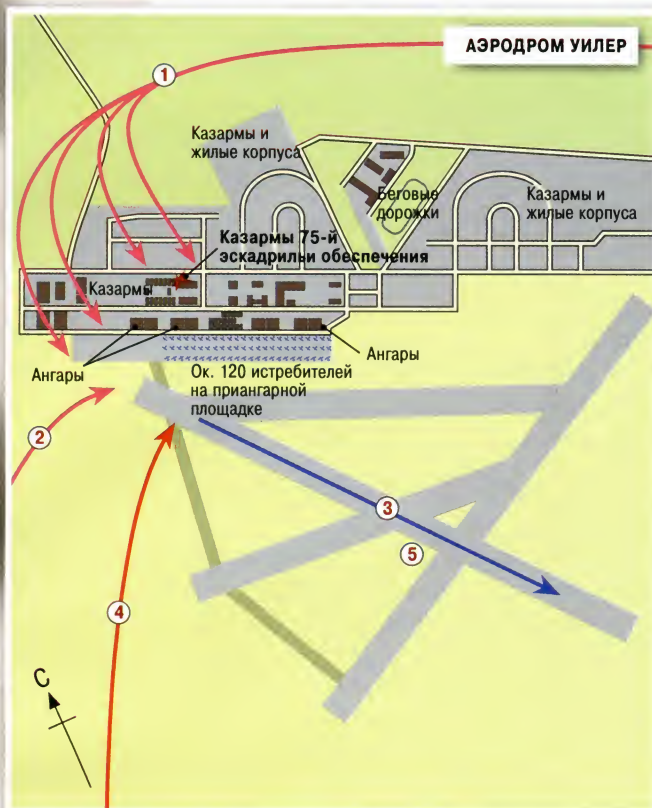 АЭРОДРОМ УИЛЕР
1
Казармы и
жилые корпуса
Беговые
дорожки
Казармы и
жилые корпуса
Казармы 75-й
эскадрильи обеспечения
Казармы
Ангары
Ок. 120 истребителей
на приангарной
площадке
Ангары
2
3
5
4
С